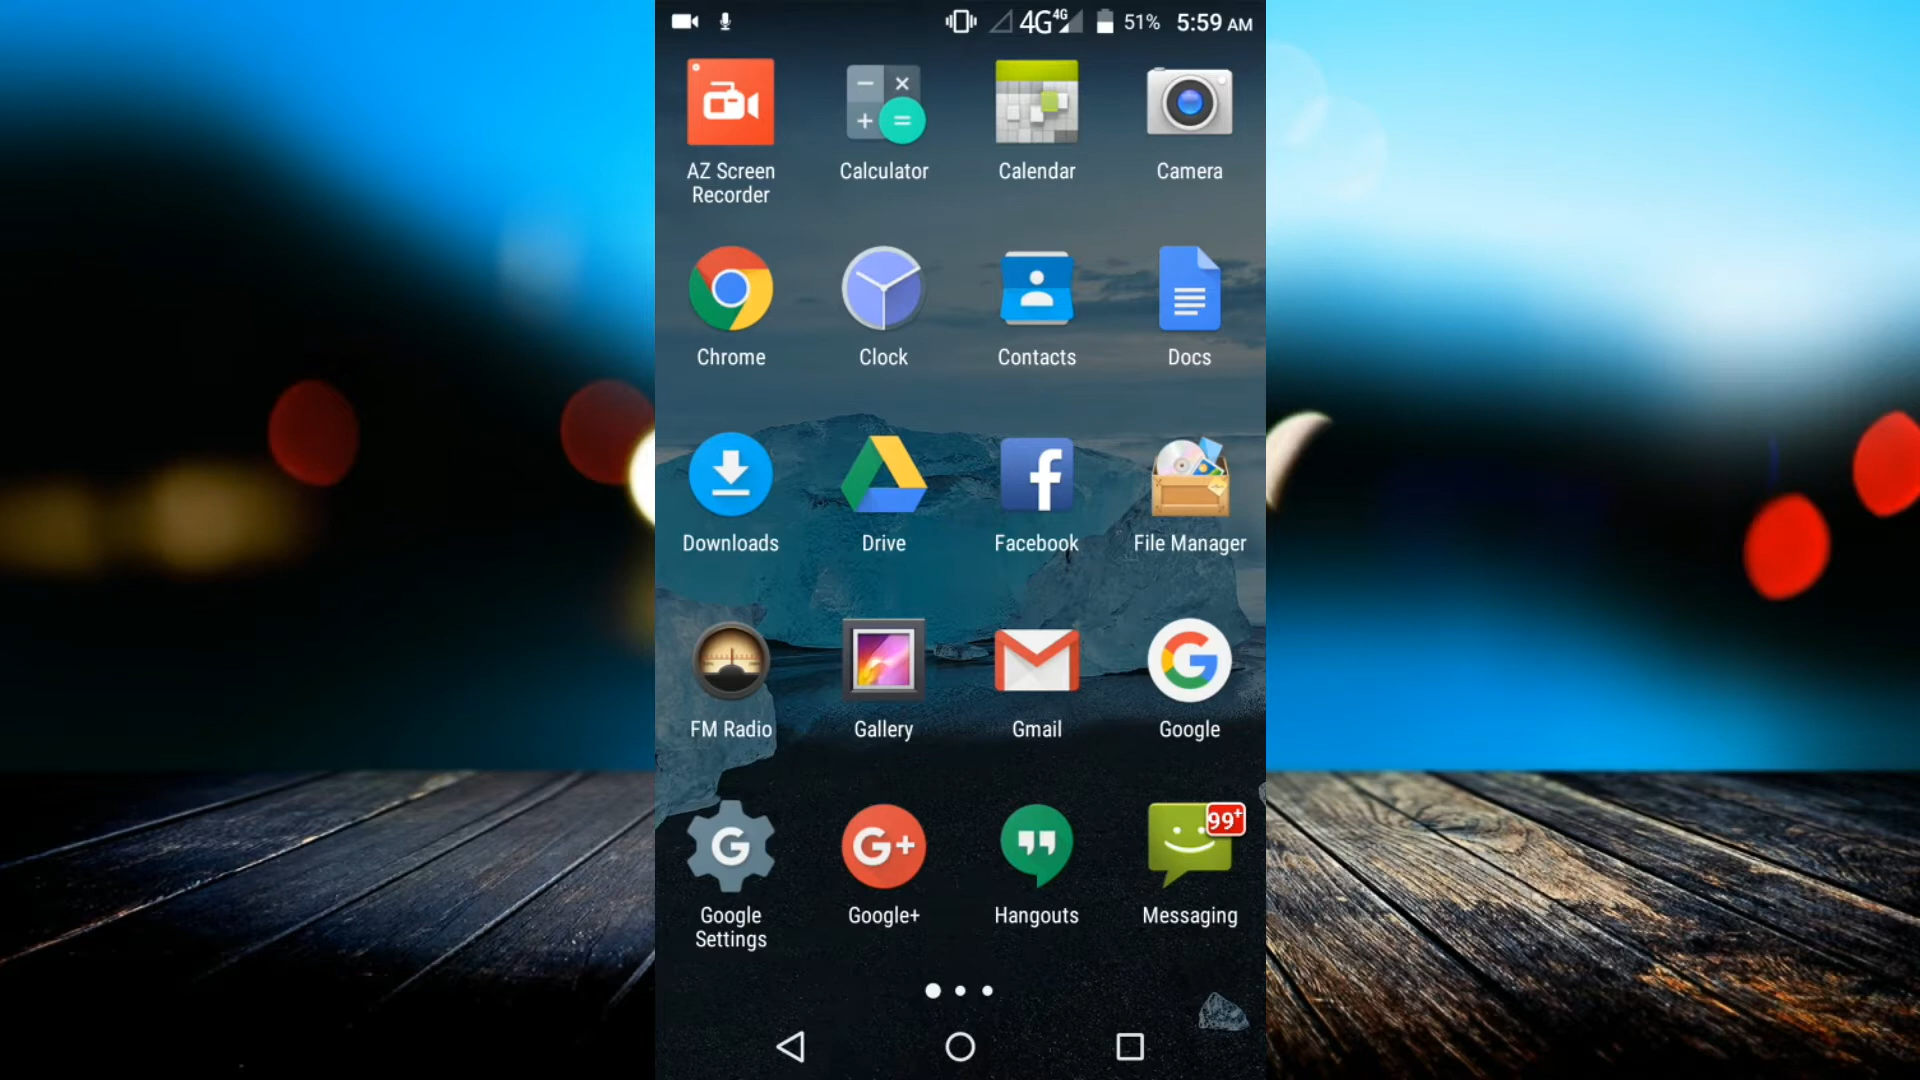 4G 4G 51% 5:59 AM
AZ Screen Recorder
Calculator
Calendar
Camera
Chrome
Clock
Contacts
Docs
Downloads
Drive
Facebook
File Manager
FM Radio
Gallery
Gmail
Google
99+
Google Settings
Google+
Hangouts
Messaging